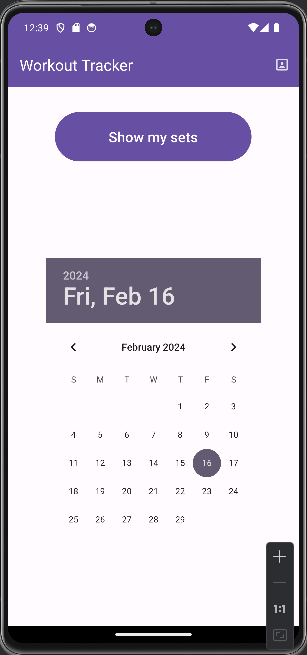 12:39
Workout Tracker
Show my sets
2024
Fri, Feb 16
February 2024
S M T W T F S
1 2 3
4 5 6 7 8 9 10
11 12 13 14 15 16 17
18 19 20 21 22 23 24
25 26 27 28 29
1:1